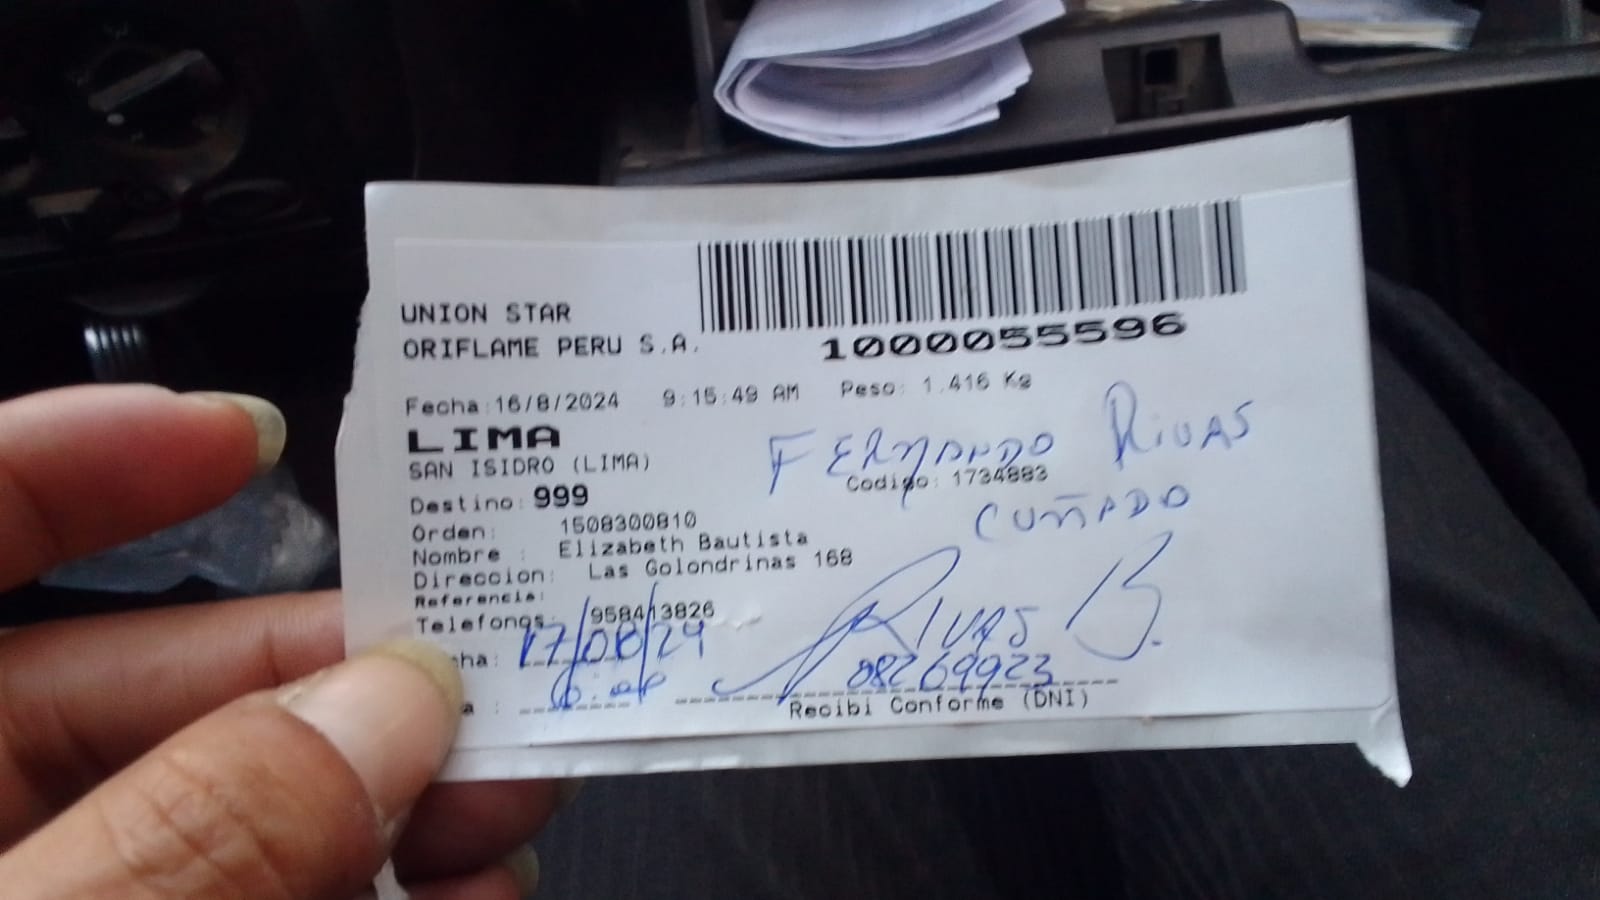 UNION STAR
ORIFLAME PERU S.A.
1000055596
Fecha:16/8/2024 9:15:49 AM Peso: 1.416 Kg
LIMA
FERNANDO RIVAS
SAN ISIDRO (LIMA)
Codigo: 1734883
Destino: 999
CUÑADO
Orden: 1508300810
Nombre : Elizabeth Bautista
Direccion: Las Golondrinas 168
Referencia:
Telefonos: 958413826
RIVAS B.
cha: 17/08/24
08269923
a :
Recibi Conforme (DNI)